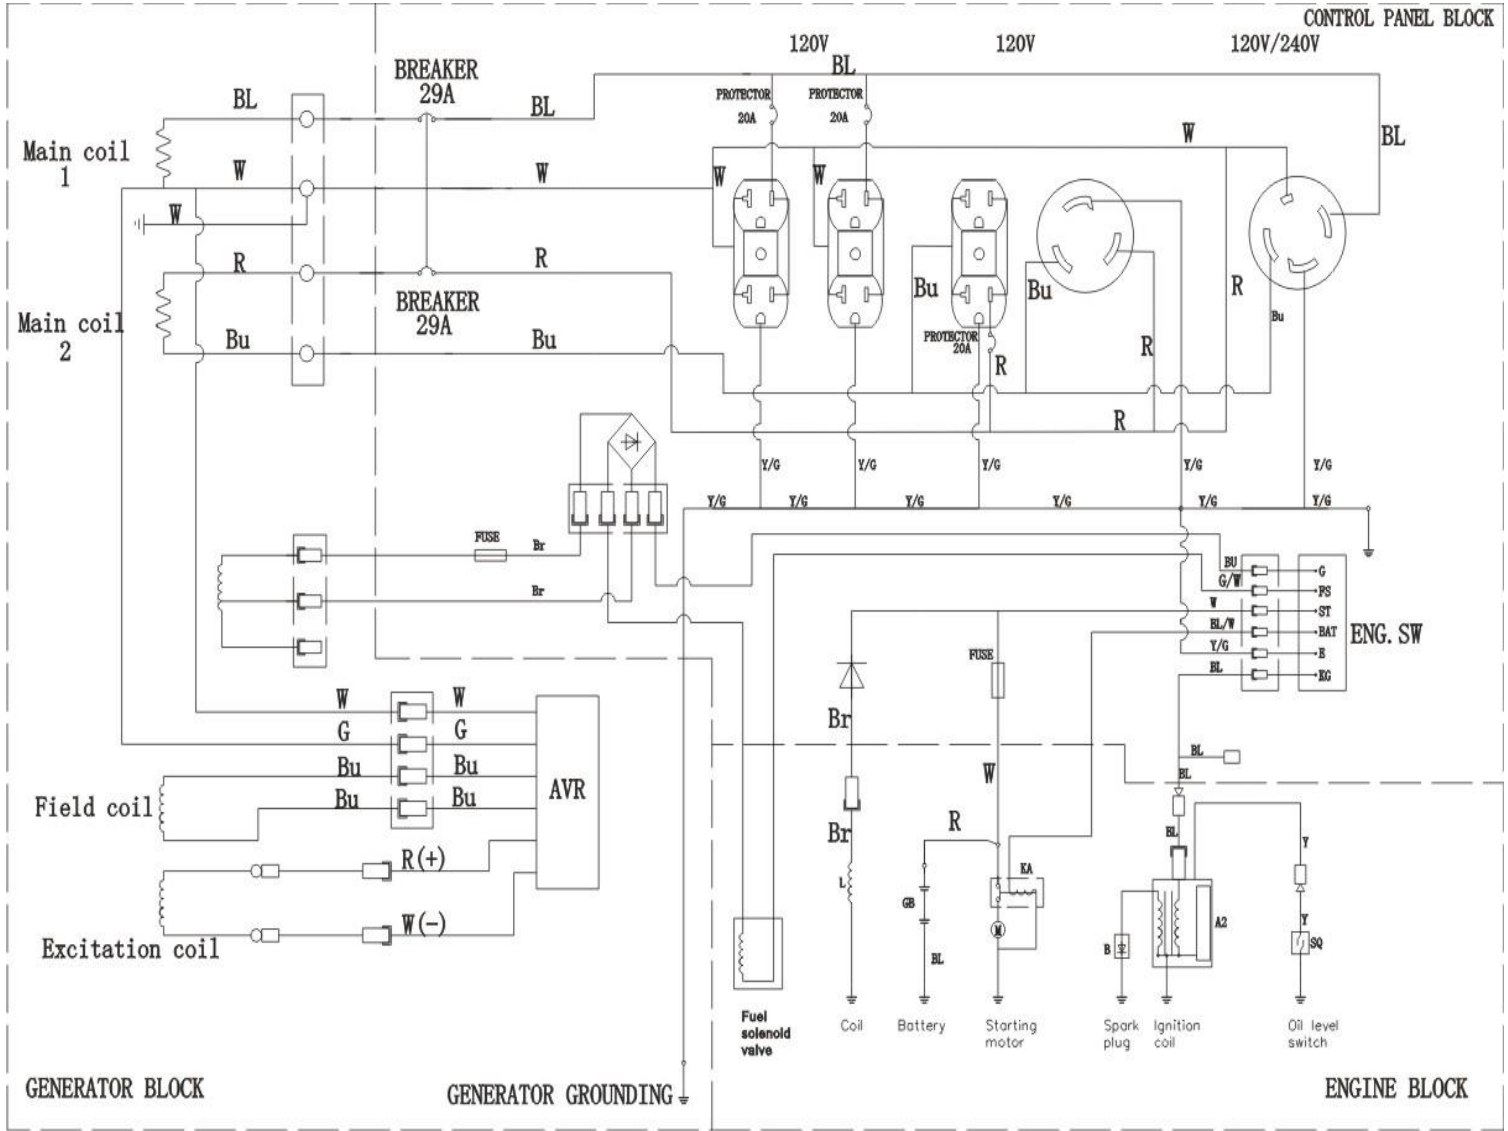 CONTROL PANEL BLOCK
120V
120V
120V/240V
BREAKER
29A
BL
BL
BL
BL
PROTECTOR
20A
PROTECTOR
20A
Main coil
1
W
W
W
W
W
W
R
R
BREAKER
29A
Main coil
2
Bu
Bu
Bu
Bu
R
Bu
PROTECTOR
20A
R
R
R
Y/G
Y/G
Y/G
Y/G
Y/G
Y/G
Y/G
Y/G
Y/G
Y/G
Y/G
FUSE
Br
Br
BU
G
G/W
FS
W
ST
BL/W
BAT
Y/G
E
BL
KG
ENG. SW
FUSE
W
W
G
G
Bu
Bu
Bu
Bu
AVR
Field coil
R(+)
W(-)
Excitation coil
Br
Br
L
W
R
KA
GB
BL
M
BL
BL
BL
A2
B
Y
Y
SQ
Fuel
solenoid
valve
Coil
Battery
Starting
motor
Spark
plug
Ignition
coil
Oil level
switch
GENERATOR BLOCK
GENERATOR GROUNDING
ENGINE BLOCK